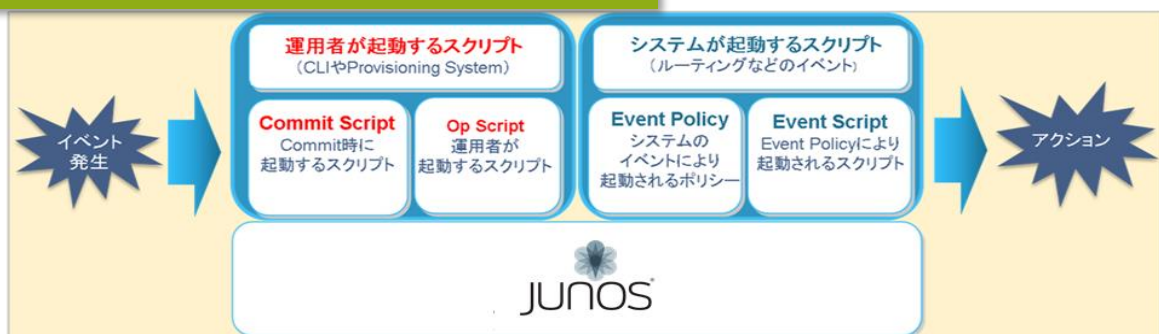 イベント
発生
運用者が起動するスクリプト
（CLIやProvisioning System）
Commit Script
Commit時に
起動するスクリプト
Op Script
運用者が
起動するスクリプト
システムが起動するスクリプト
（ルーティングなどのイベント）
Event Policy
システムの
イベントにより
起動されるポリシー
Event Script
Event Policyにより
起動されるスクリプト
アクション
JUNOS